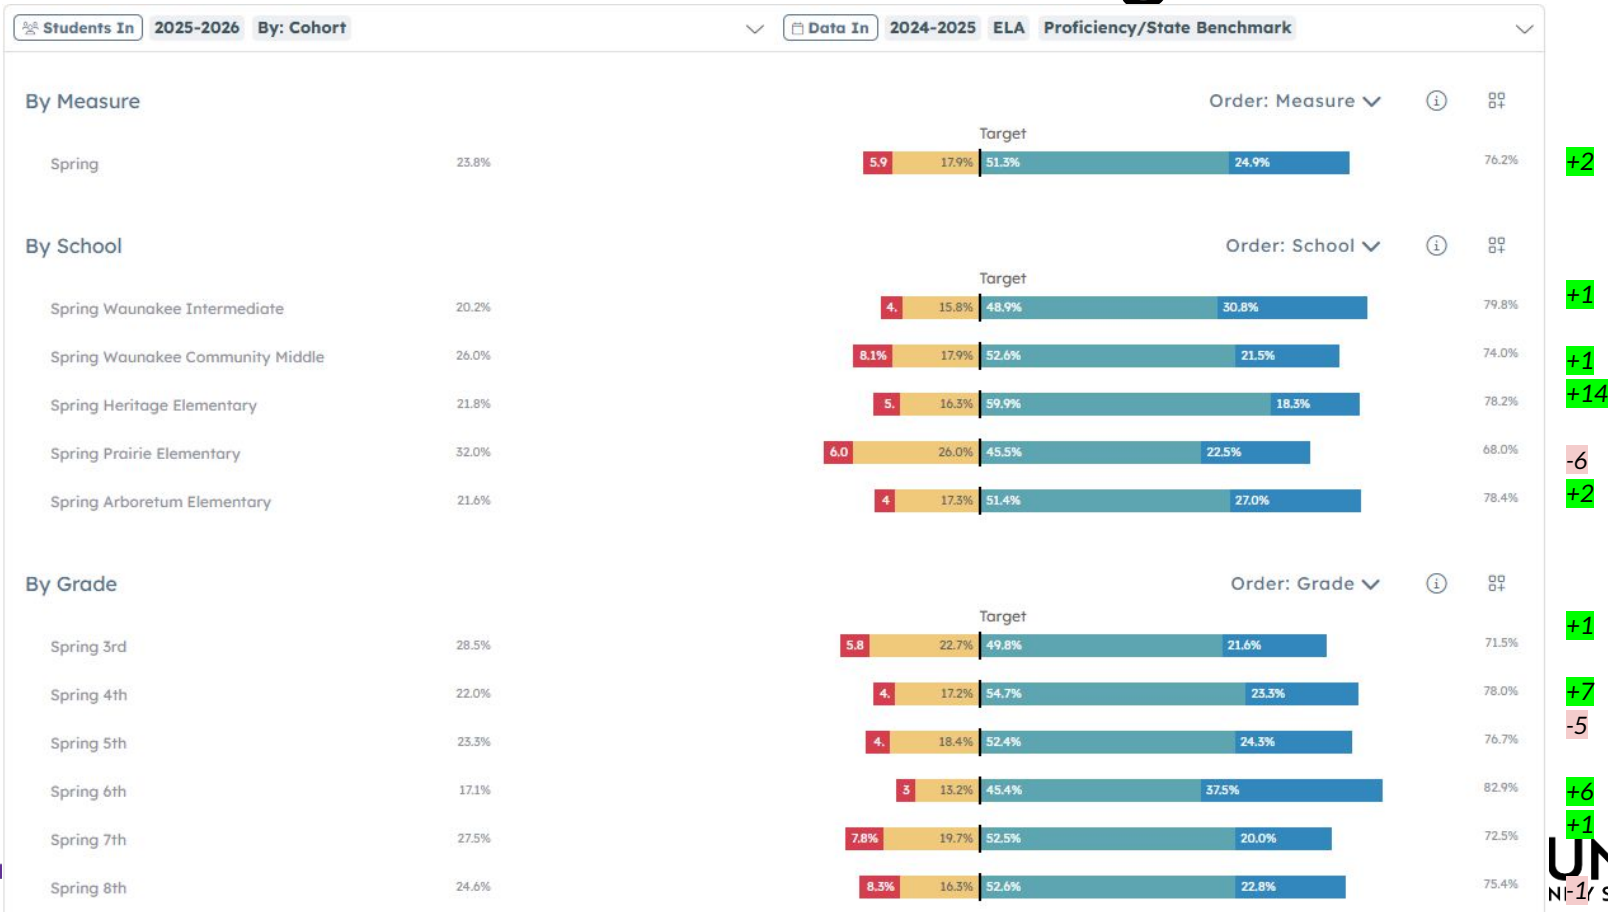 Students In 2025-2026 By: Cohort Data In 2024-2025 ELA Proficiency/State Benchmark
By Measure Order: Measure
Target
Spring 23.8% 5.9 17.9% 51.3% 24.9% 76.2% +2
By School Order: School
Target
Spring Waunakee Intermediate 20.2% 4. 15.8% 48.9% 30.8% 79.8% +1
Spring Waunakee Community Middle 26.0% 8.1% 17.9% 52.6% 21.5% 74.0% +1
Spring Heritage Elementary 21.8% 5. 16.3% 59.9% 18.3% 78.2% +14
Spring Prairie Elementary 32.0% 6.0 26.0% 45.5% 22.5% 68.0% -6
Spring Arboretum Elementary 21.6% 4 17.3% 51.4% 27.0% 78.4% +2
By Grade Order: Grade
Target
Spring 3rd 28.5% 5.8 22.7% 49.8% 21.6% 71.5% +1
Spring 4th 22.0% 4. 17.2% 54.7% 23.3% 78.0% +7
Spring 5th 23.3% 4. 18.4% 52.4% 24.3% 76.7% -5
Spring 6th 17.1% 3 13.2% 45.4% 37.5% 82.9% +6
Spring 7th 27.5% 7.8% 19.7% 52.5% 20.0% 72.5% +1
Spring 8th 24.6% 8.3% 16.3% 52.6% 22.8% 75.4% -1